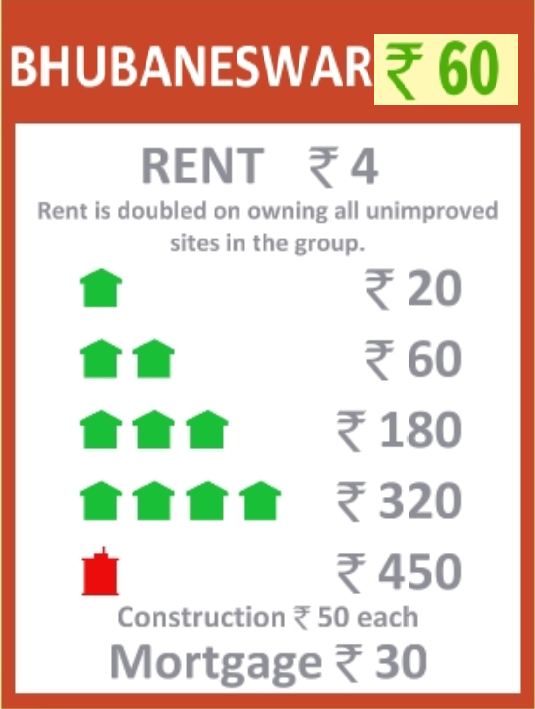 BHUBANESWAR ₹ 60
RENT ₹ 4
Rent is doubled on owning all unimproved
sites in the group.
₹ 20
₹ 60
₹ 180
₹ 320
₹ 450
Construction ₹ 50 each
Mortgage ₹ 30